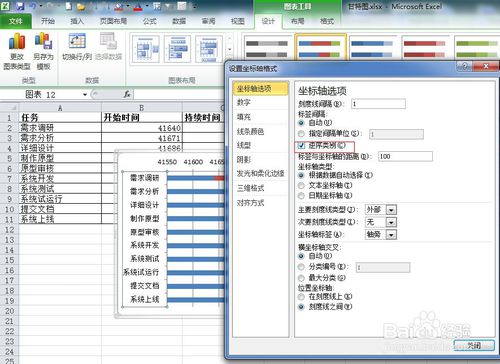 图表工具
甘特图.xlsx - Microsoft Excel
文件 开始 插入 页面布局 公式 数据 审阅 视图 设计 布局 格式
更改图表类型 另存为模板 切换行/列 选择数据
类型 数据 图表布局
图表 12
fx
A B
1 任务 开始时间 持续时间
2 需求调研 41640
3 需求分析 41671
4 详细设计 41686
5 制作原型
6 原型审核
7 系统开发
8 系统测试
9 系统试运行
10 提交文档
11 系统上线
12
13
14
15
16
17
18
19
41550 41600 41650
需求调研
需求分析
详细设计
制作原型
原型审核
系统开发
系统测试
系统试运行
提交文档
系统上线
设置坐标轴格式
坐标轴选项
数字
填充
线条颜色
线型
阴影
发光和柔化边缘
三维格式
对齐方式
坐标轴选项
刻度线间隔(B): 1
标签间隔:
自动(U)
指定间隔单位(S): 1
逆序类别(C)
标签与坐标轴的距离(D): 100
坐标轴类型:
根据数据自动选择(Y)
文本坐标轴(T)
日期坐标轴(X)
主要刻度线类型(J): 外部
次要刻度线类型(I): 无
坐标轴标签(A): 轴旁
横坐标轴交叉:
自动(O)
分类编号(E): 1
最大分类(G)
位置坐标轴:
在刻度线上(K)
刻度线之间(W)
关闭
Baidu 经验